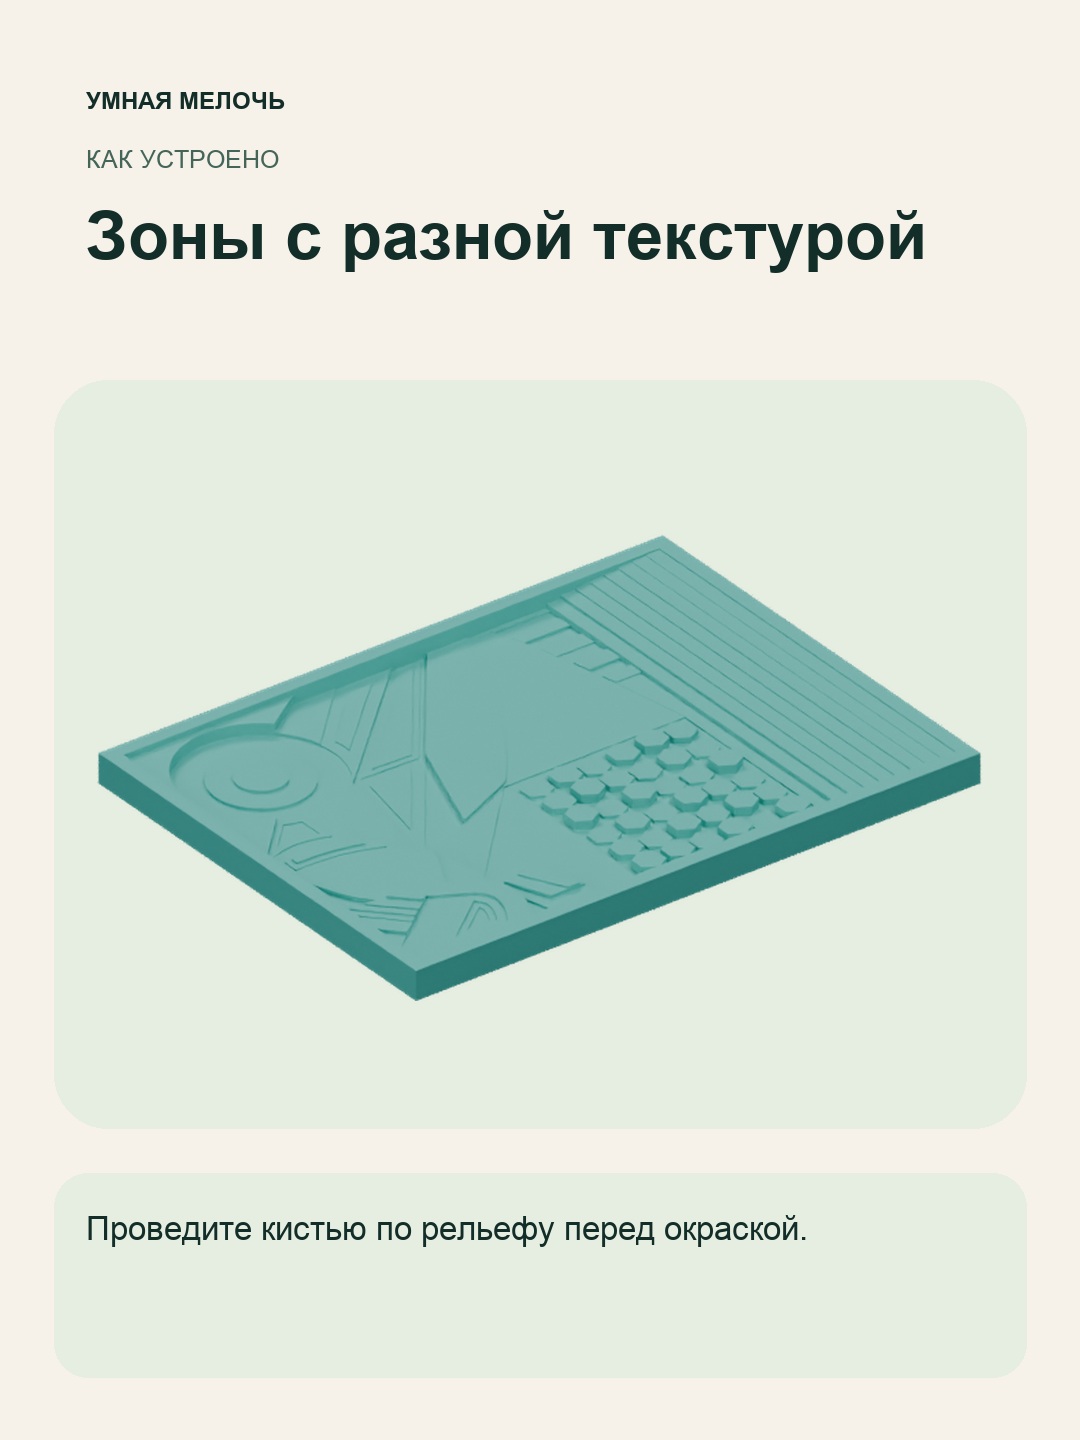 УМНАЯ МЕЛОЧЬ
КАК УСТРОЕНО
Зоны с разной текстурой
Проведите кистью по рельефу перед окраской.